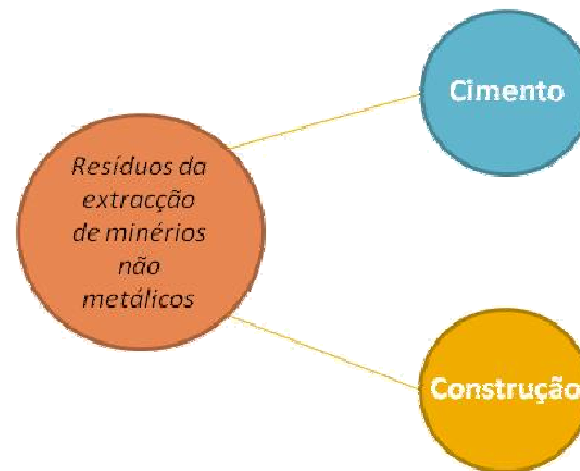 Cimento
Resíduos da
extracção
de minérios
não
metálicos
Construção